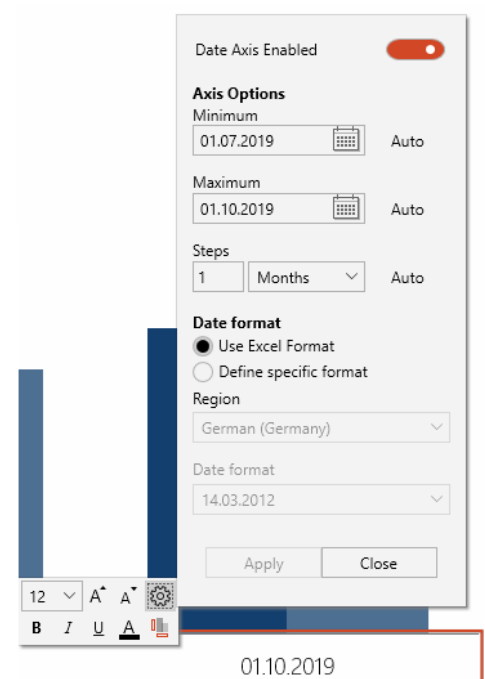 Date Axis Enabled
Axis Options
Minimum
01.07.2019 Auto
Maximum
01.10.2019 Auto
Steps
1 Months Auto
Date format
Use Excel Format
Define specific format
Region
German (Germany)
Date format
14.03.2012
Apply Close
12 A A
B I U A
01.10.2019